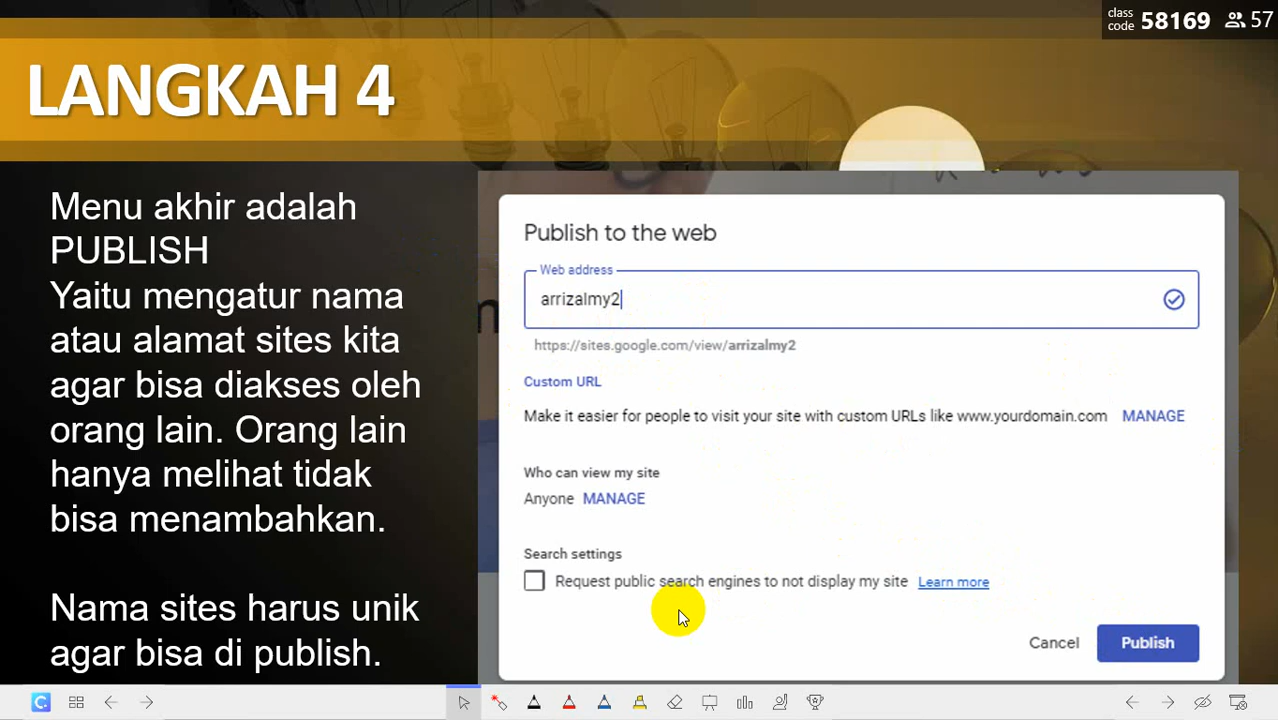 class
code 58169 57
LANGKAH 4
Menu akhir adalah
PUBLISH
Yaitu mengatur nama
atau alamat sites kita
agar bisa diakses oleh
orang lain. Orang lain
hanya melihat tidak
bisa menambahkan.
Nama sites harus unik
agar bisa di publish.
Publish to the web
Web address
arrizalmy2
https://sites.google.com/view/arrizalmy2
Custom URL
Make it easier for people to visit your site with custom URLs like www.yourdomain.com MANAGE
Who can view my site
Anyone MANAGE
Search settings
Request public search engines to not display my site Learn more
Cancel Publish